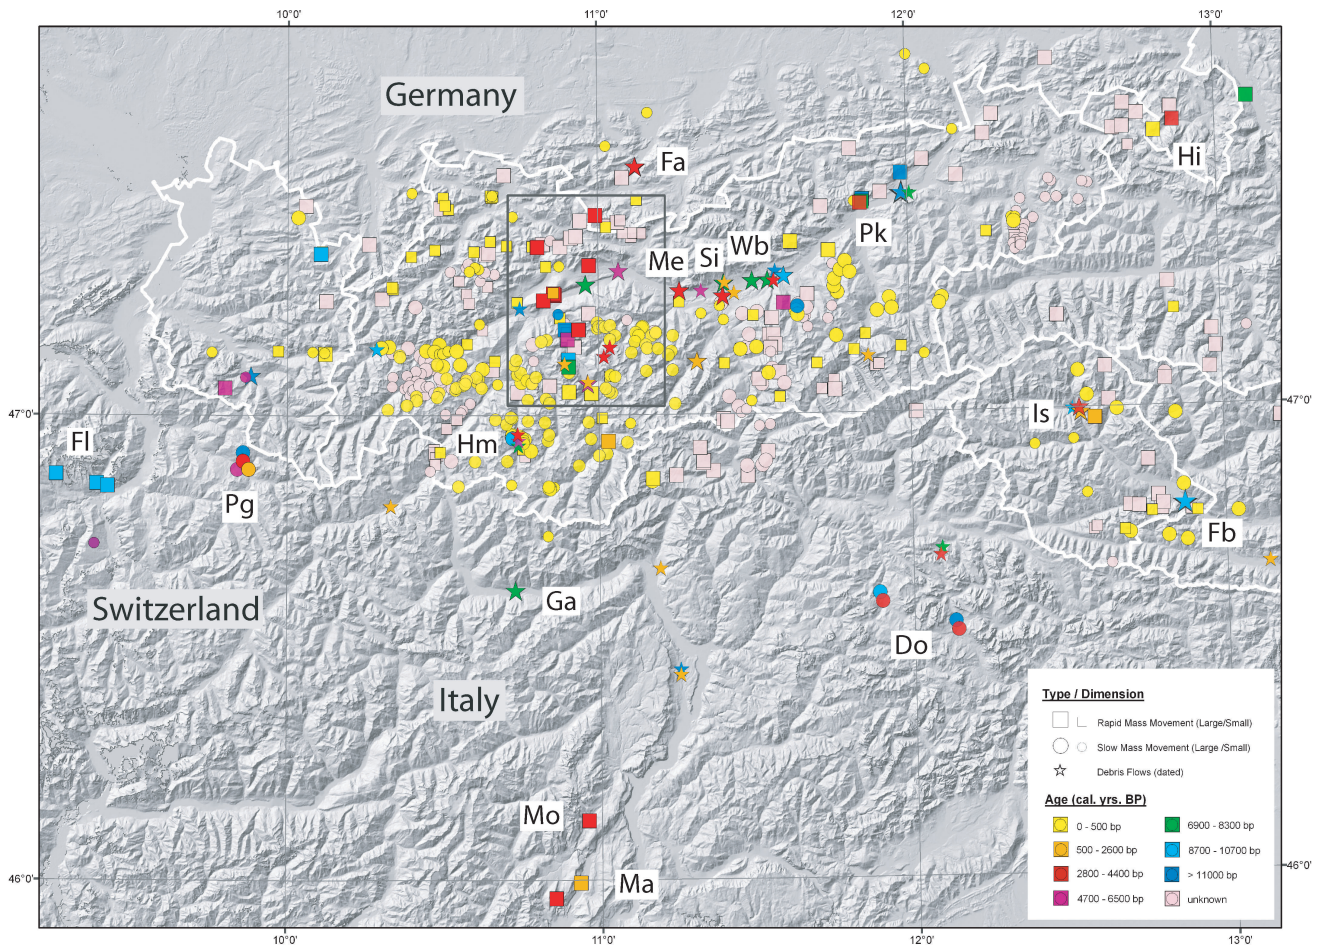 10°0' 11°0' 12°0' 13°0'
Germany
Fa
Hi
Pk
Wb
Si
Me
47°0'
47°0'
Is
Fl
Hm
Pg
Fb
Switzerland
Ga
Do
Italy
Mo
Ma
46°0'
46°0'
10°0' 11°0' 12°0' 13°0'
Type / Dimension
Rapid Mass Movement (Large/Small)
Slow Mass Movement (Large /Small)
Debris Flows (dated)
Age (cal. yrs. BP)
0 - 500 bp
500 - 2600 bp
2800 - 4400 bp
4700 - 6500 bp
6900 - 8300 bp
8700 - 10700 bp
> 11000 bp
unknown